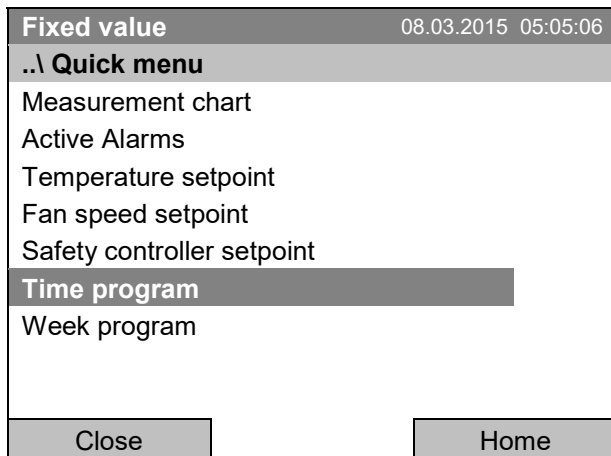 Fixed value 08.03.2015 05:05:06
..\ Quick menu
Measurement chart
Active Alarms
Temperature setpoint
Fan speed setpoint
Safety controller setpoint
Time program
Week program
Close Home